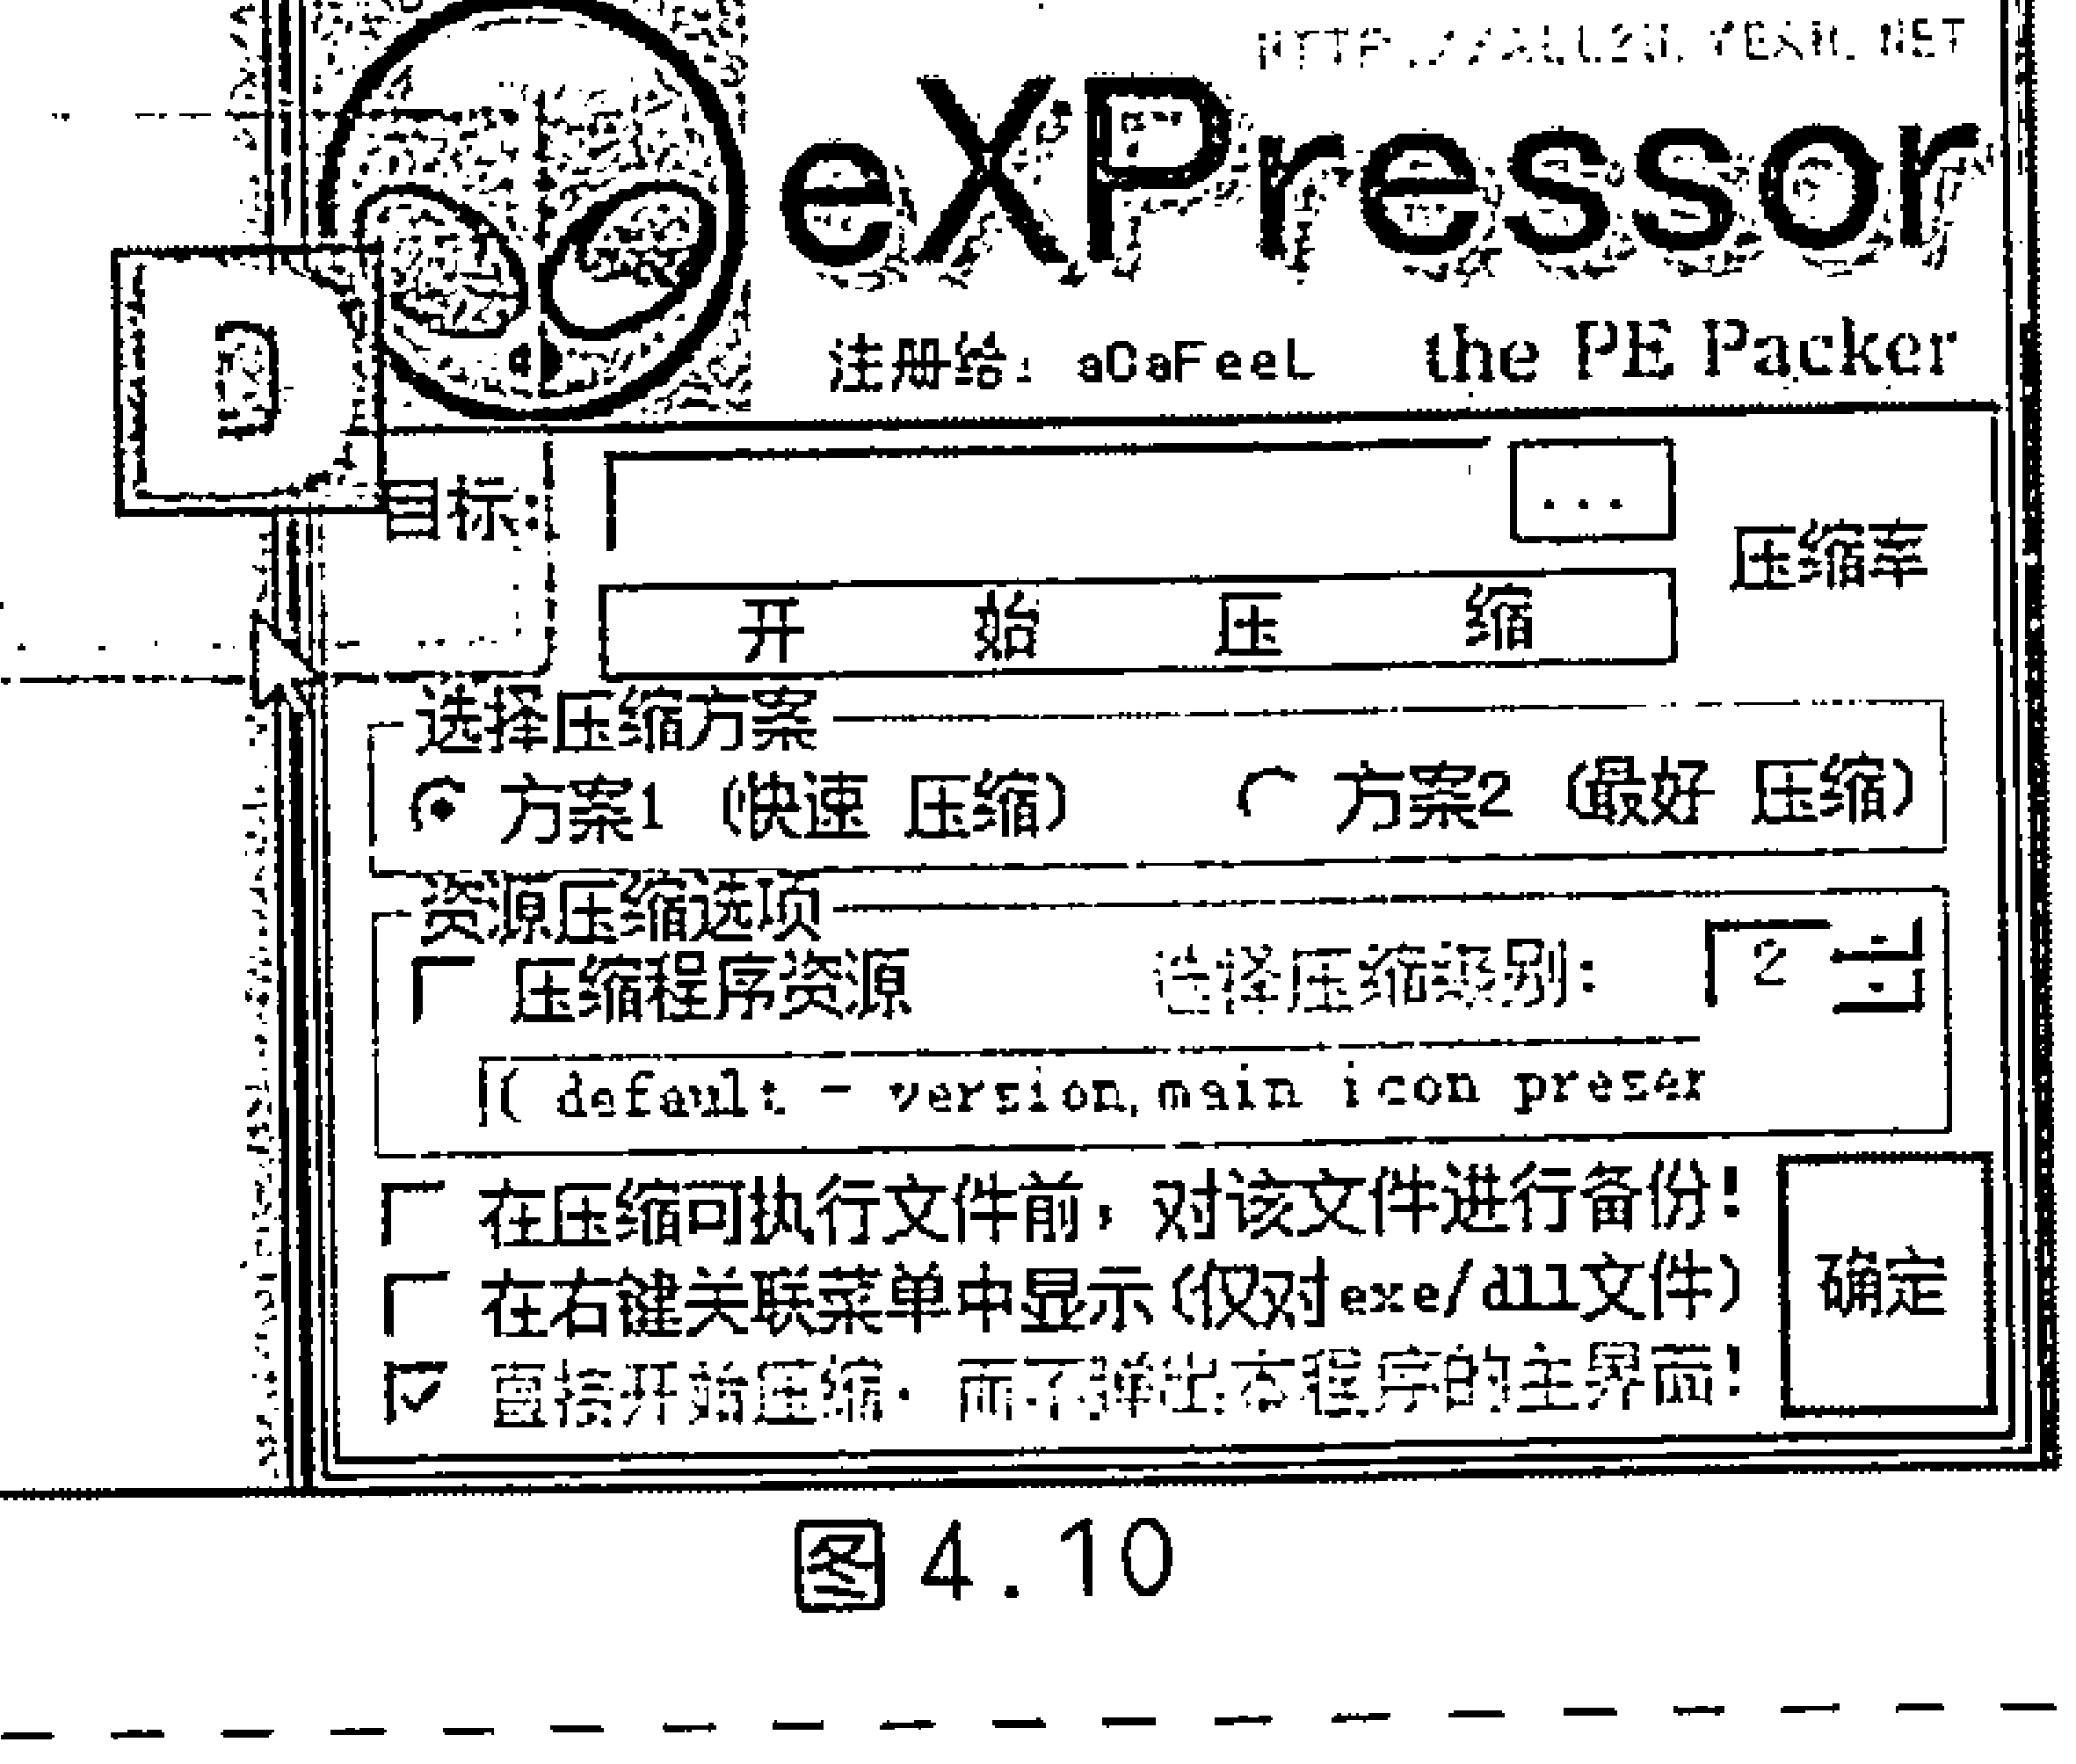 eXPressor
注册给: aCaFeeL the PE Packer
目标: ...
压缩率
开 始 压 缩
选择压缩方案
方案1 (快速 压缩) 方案2 (最好 压缩)
资源压缩选项
压缩程序资源 选择压缩级别: 2
( default - version,main icon preser
在压缩可执行文件前，对该文件进行备份!
在右键关联菜单中显示(仅对exe/dll文件)
确定
直接开始压缩，而不弹出本程序的主界面!
图4.10